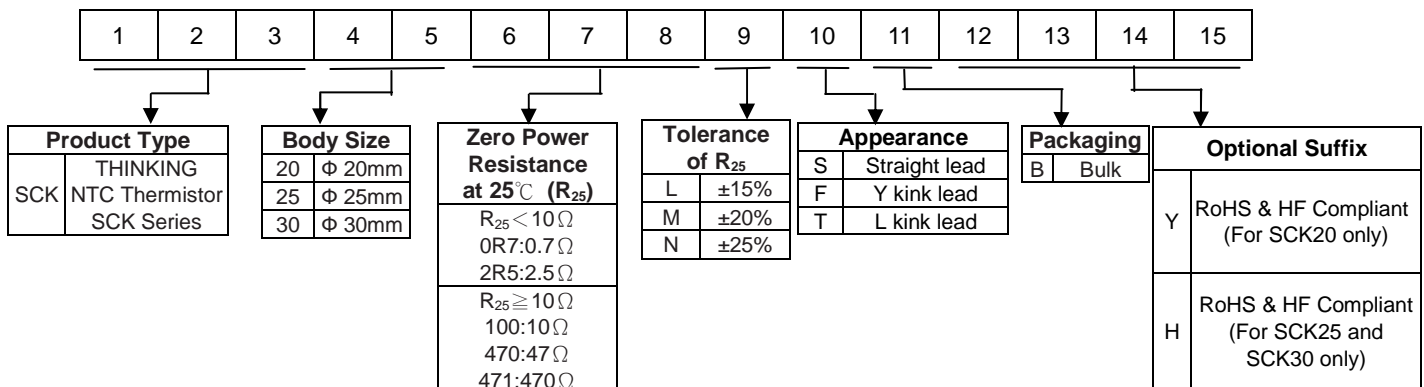 1 2 3 4 5 6 7 8 9 10 11 12 13 14 15
Product Type
SCK
THINKING
NTC Thermistor
SCK Series
Body Size
20 Φ 20mm
25 Φ 25mm
30 Φ 30mm
Zero Power
Resistance
at 25℃ (R25)
R25<10Ω
0R7:0.7Ω
2R5:2.5Ω
R25≧10Ω
100:10Ω
470:47Ω
471:470Ω
Tolerance
of R25
L ±15%
M ±20%
N ±25%
Appearance
S Straight lead
F Y kink lead
T L kink lead
Packaging
B Bulk
Optional Suffix
Y
RoHS & HF Compliant
(For SCK20 only)
H
RoHS & HF Compliant
(For SCK25 and
SCK30 only)